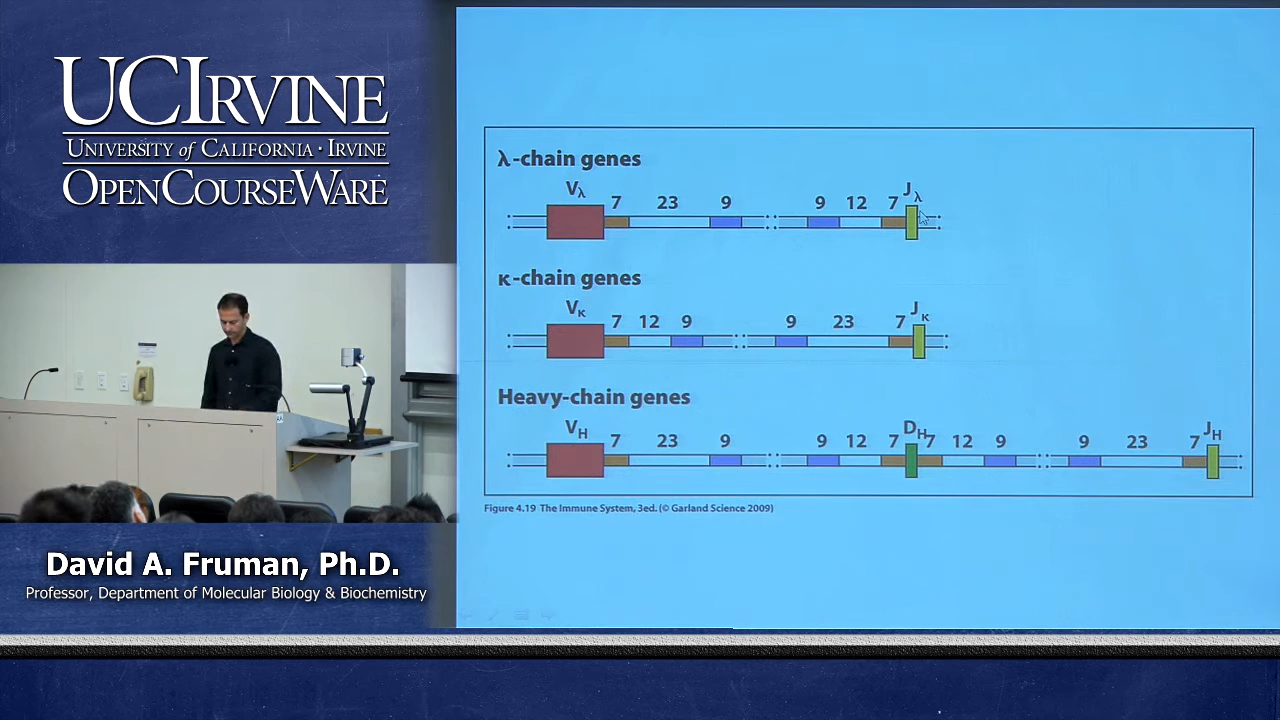 UCIRVINE
UNIVERSITY of CALIFORNIA · IRVINE
OPENCOURSEWARE
David A. Fruman, Ph.D.
Professor, Department of Molecular Biology & Biochemistry
λ-chain genes
Vλ Jλ
7 23 9 9 12 7
κ-chain genes
Vκ Jκ
7 12 9 9 23 7
Heavy-chain genes
VH DH JH
7 23 9 9 12 7 7 12 9 9 23 7
Figure 4.19 The Immune System, 3ed. (© Garland Science 2009)